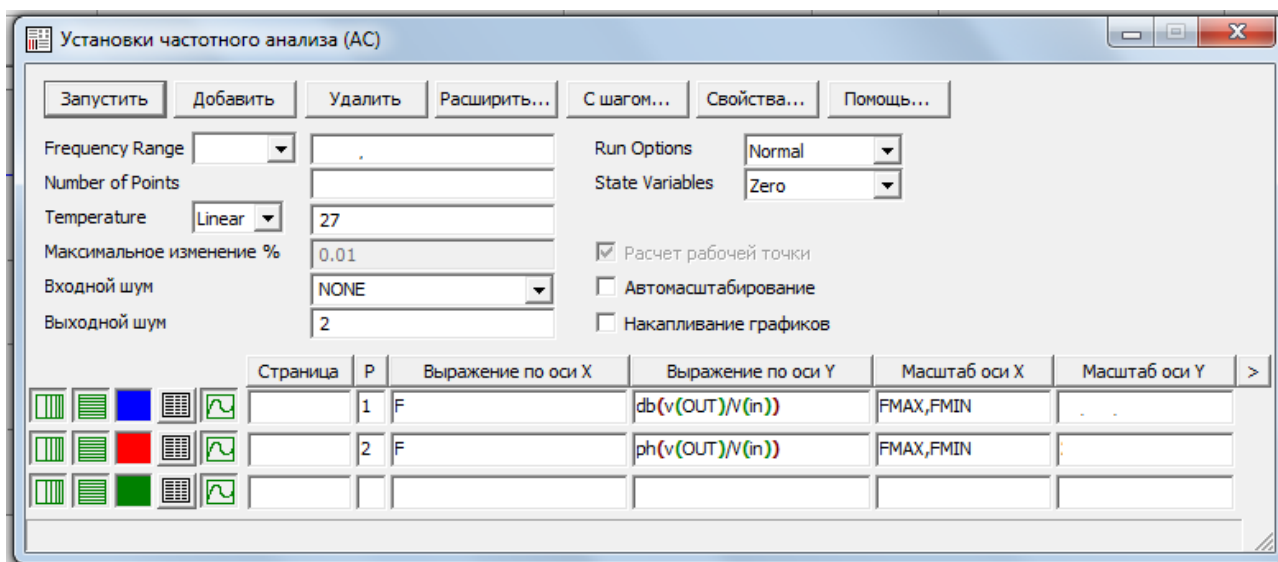 Установки частотного анализа (AC)
Запустить Добавить Удалить Расширить... С шагом... Свойства... Помощь...
Frequency Range , Run Options Normal
Number of Points State Variables Zero
Temperature Linear 27
Максимальное изменение % 0.01 Расчет рабочей точки
Входной шум NONE Автомасштабирование
Выходной шум 2 Накапливание графиков
Страница P Выражение по оси X Выражение по оси Y Масштаб оси X Масштаб оси Y >
1 F db(v(OUT)/V(in)) FMAX,FMIN
2 F ph(v(OUT)/V(in)) FMAX,FMIN